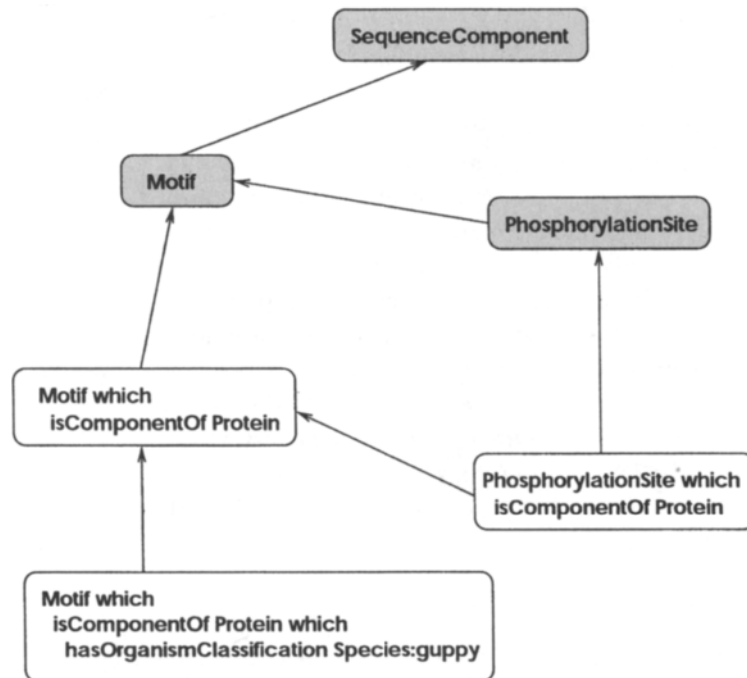 SequenceComponent
Motif
PhosphorylationSite
Motif which
isComponentOf Protein
PhosphorylationSite which
isComponentOf Protein
Motif which
isComponentOf Protein which
hasOrganismClassification Species:guppy